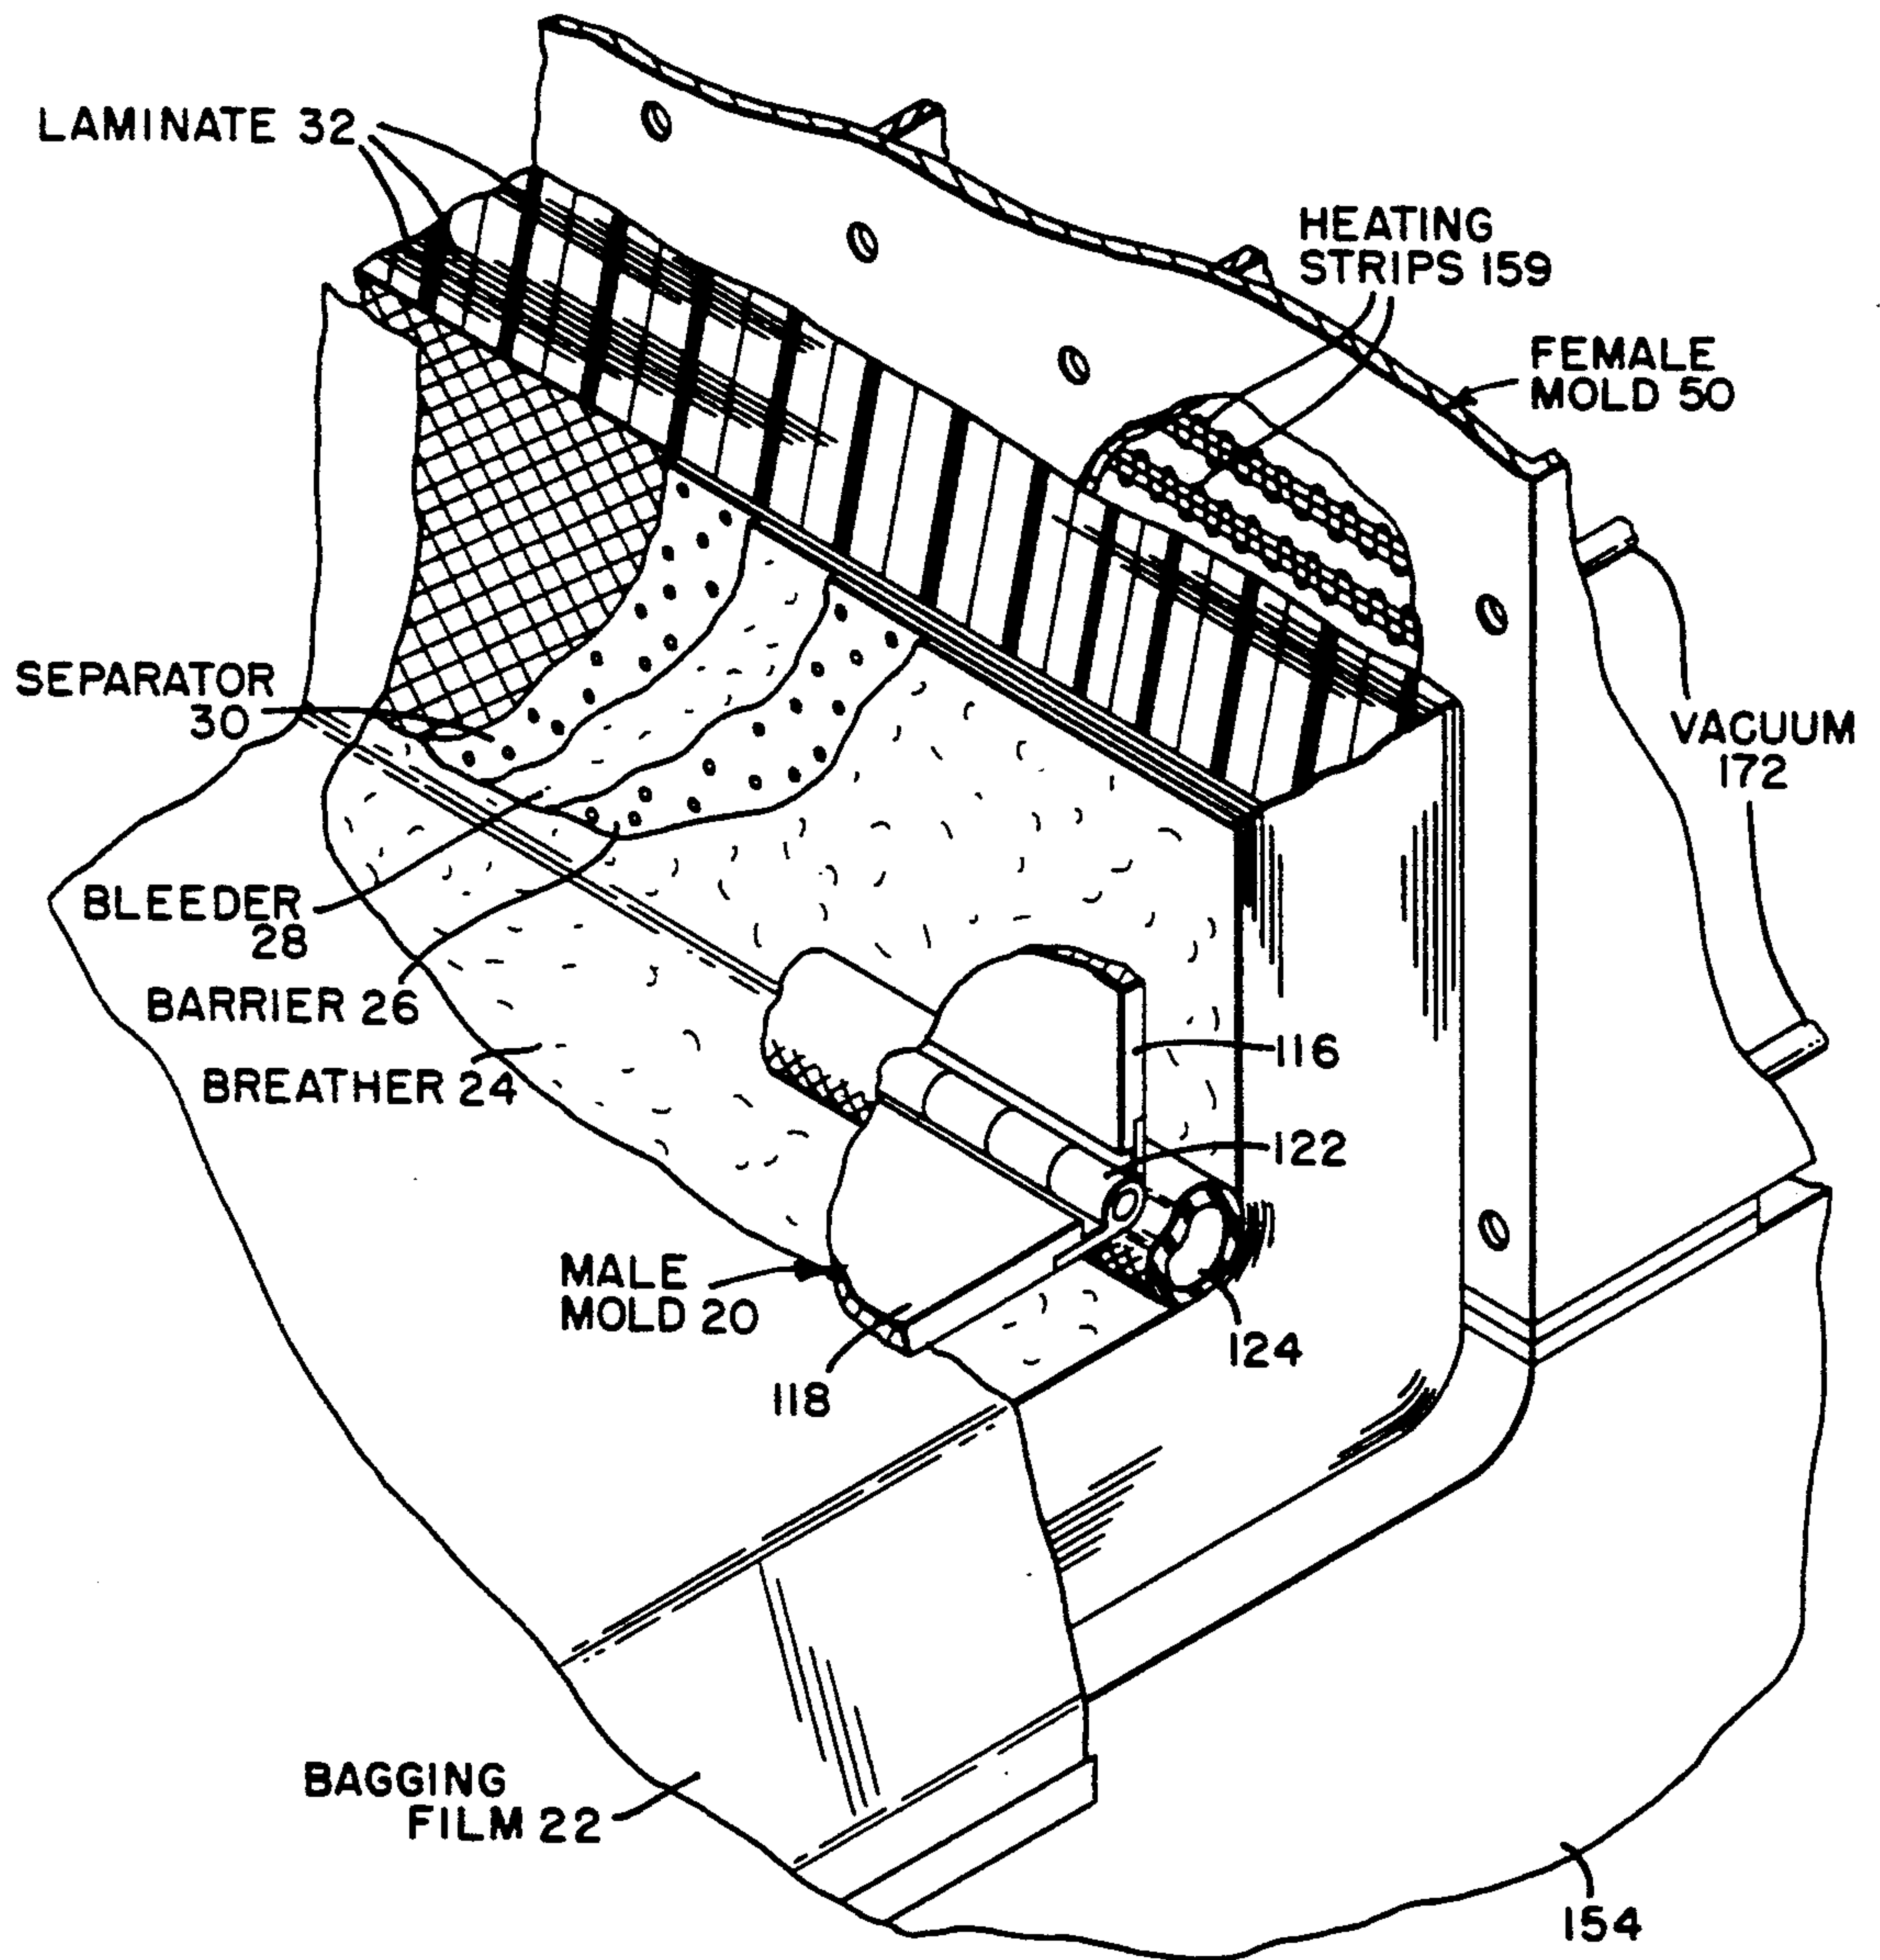 LAMINATE 32
HEATING
STRIPS 159
FEMALE
MOLD 50
SEPARATOR
30
VACUUM
172
BLEEDER
28
BARRIER 26
BREATHER 24
116
122
MALE
MOLD 20
124
118
BAGGING
FILM 22
154